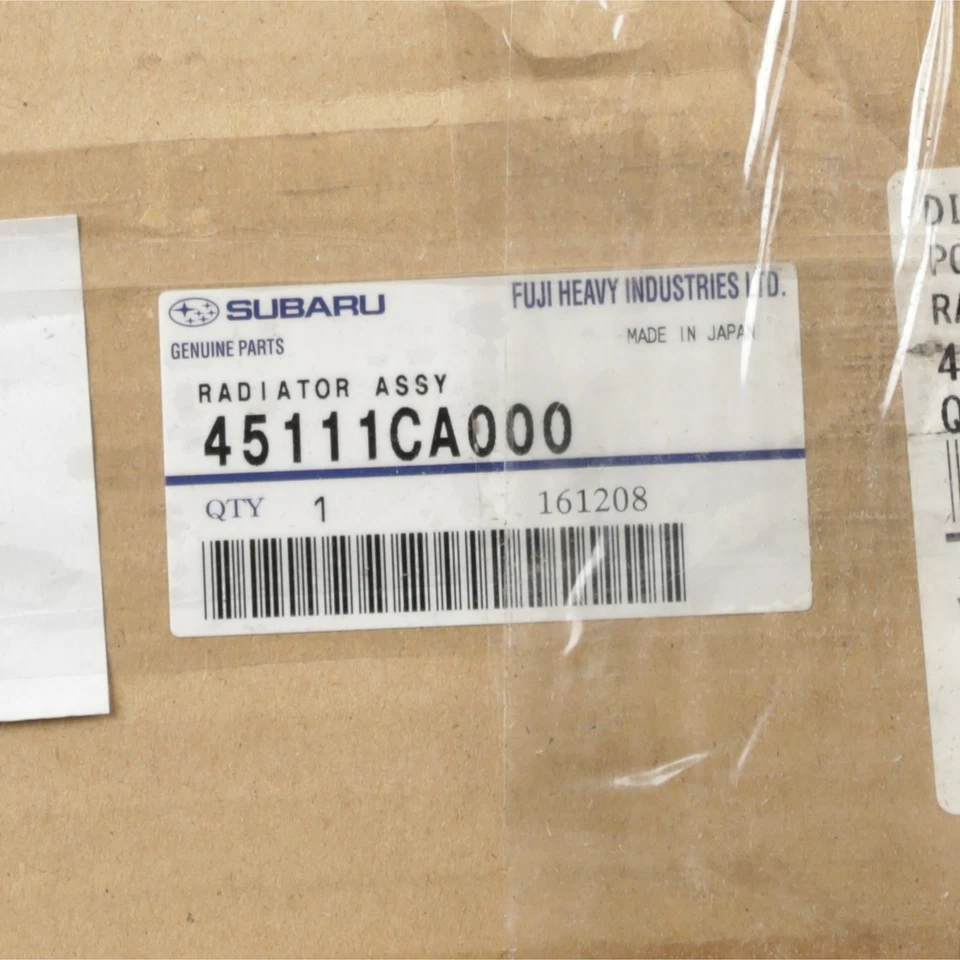 SUBARU
FUJI HEAVY INDUSTRIES LTD.
GENUINE PARTS
MADE IN JAPAN
RADIATOR ASSY
45111CA000
QTY 1
161208